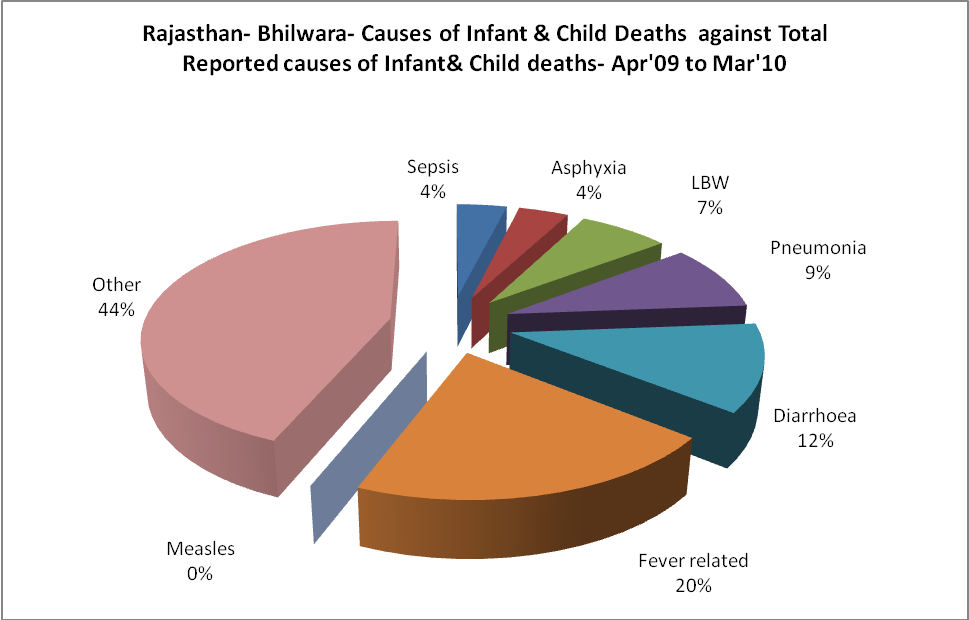 Rajasthan- Bhilwara- Causes of Infant & Child Deaths against Total
Reported causes of Infant& Child deaths- Apr'09 to Mar'10
Sepsis
4%
Asphyxia
4%
LBW
7%
Pneumonia
9%
Diarrhoea
12%
Fever related
20%
Measles
0%
Other
44%